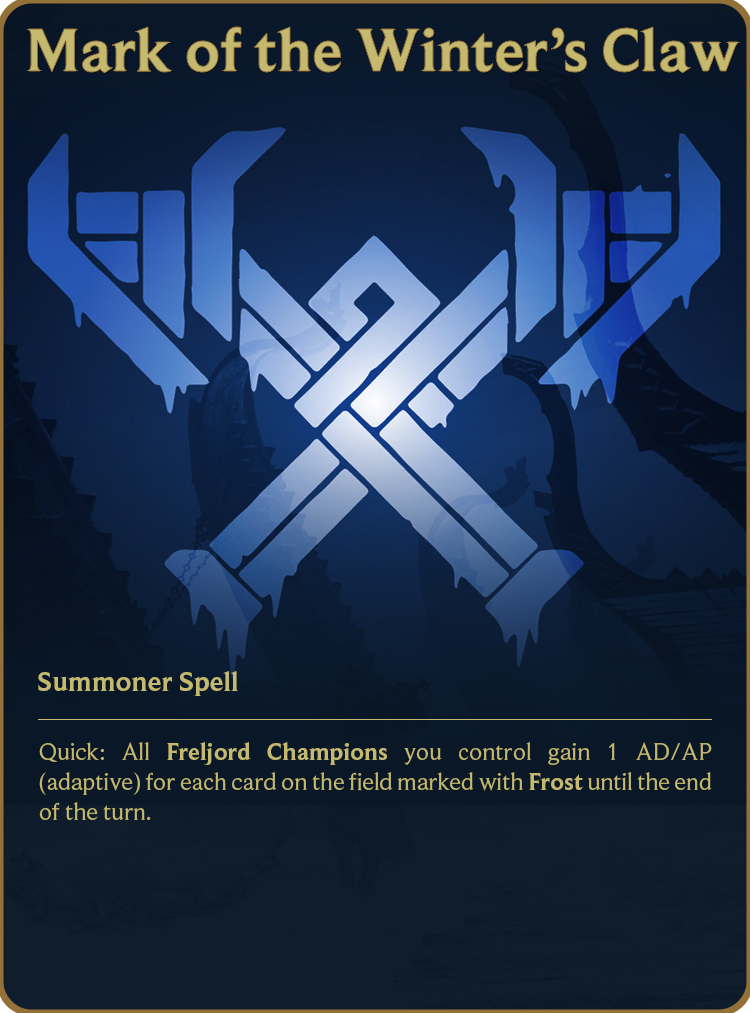 Mark of the Winter's Claw
Summoner Spell
Quick: All Freljord Champions you control gain 1 AD/AP
(adaptive) for each card on the field marked with Frost until the end
of the turn.